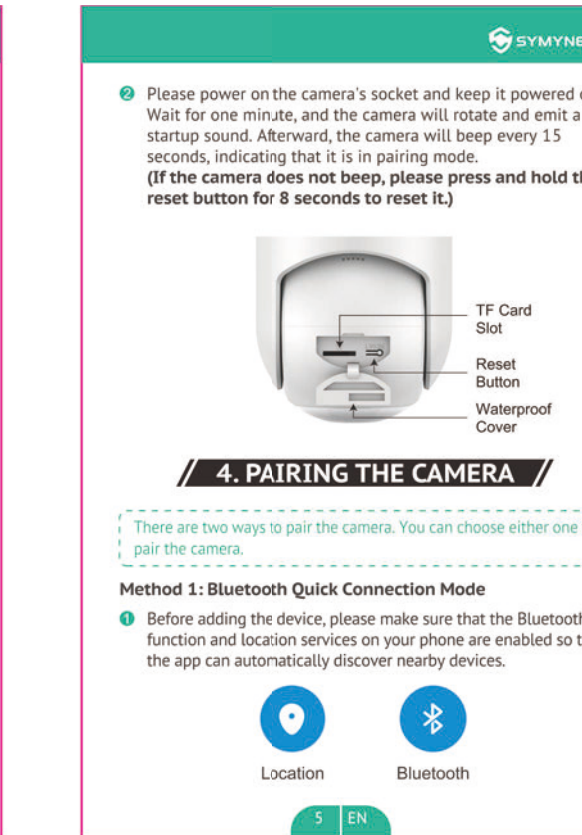 SYMYNE
2 Please power on the camera's socket and keep it powered
Wait for one minute, and the camera will rotate and emit a
startup sound. Afterward, the camera will beep every 15
seconds, indicating that it is in pairing mode.
(If the camera does not beep, please press and hold th
reset button for 8 seconds to reset it.)
TF Card
Slot
Reset
Button
Waterproof
Cover
4. PAIRING THE CAMERA
There are two ways to pair the camera. You can choose either one
pair the camera.
Method 1: Bluetooth Quick Connection Mode
1 Before adding the device, please make sure that the Bluetooth
function and location services on your phone are enabled so t
the app can automatically discover nearby devices.
Location
Bluetooth
5 EN